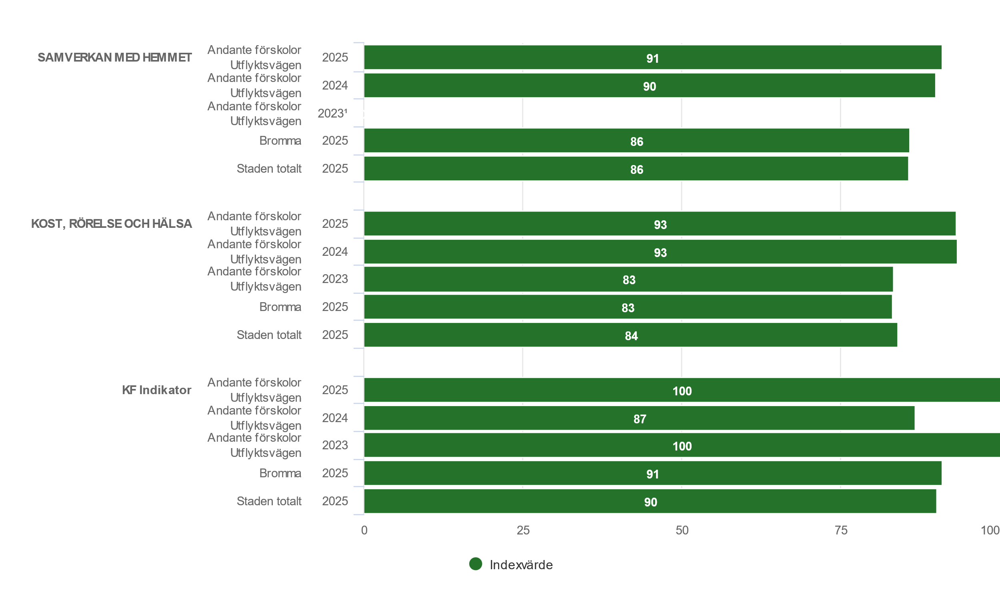 SAMVERKAN MED HEMMET
Andante förskolor
Utflyktsvägen
2025
91
Andante förskolor
Utflyktsvägen
2024
90
Andante förskolor
Utflyktsvägen
2023¹
Bromma
2025
86
Staden totalt
2025
86
KOST, RÖRELSE OCH HÄLSA
Andante förskolor
Utflyktsvägen
2025
93
Andante förskolor
Utflyktsvägen
2024
93
Andante förskolor
Utflyktsvägen
2023
83
Bromma
2025
83
Staden totalt
2025
84
KF Indikator
Andante förskolor
Utflyktsvägen
2025
100
Andante förskolor
Utflyktsvägen
2024
87
Andante förskolor
Utflyktsvägen
2023
100
Bromma
2025
91
Staden totalt
2025
90
0
25
50
75
100
Indexvärde